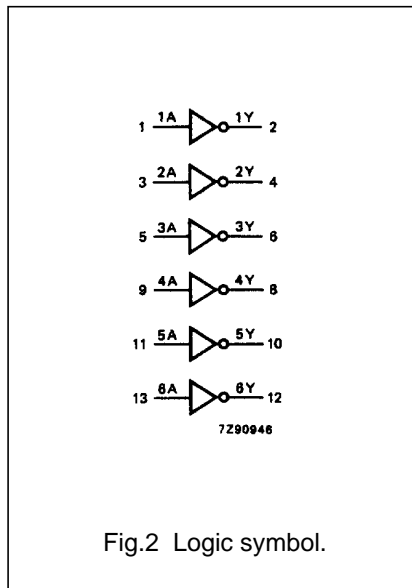 1 1A 1Y 2
3 2A 2Y 4
5 3A 3Y 6
9 4A 4Y 8
11 5A 5Y 10
13 6A 6Y 12
7Z90946
Fig.2 Logic symbol.